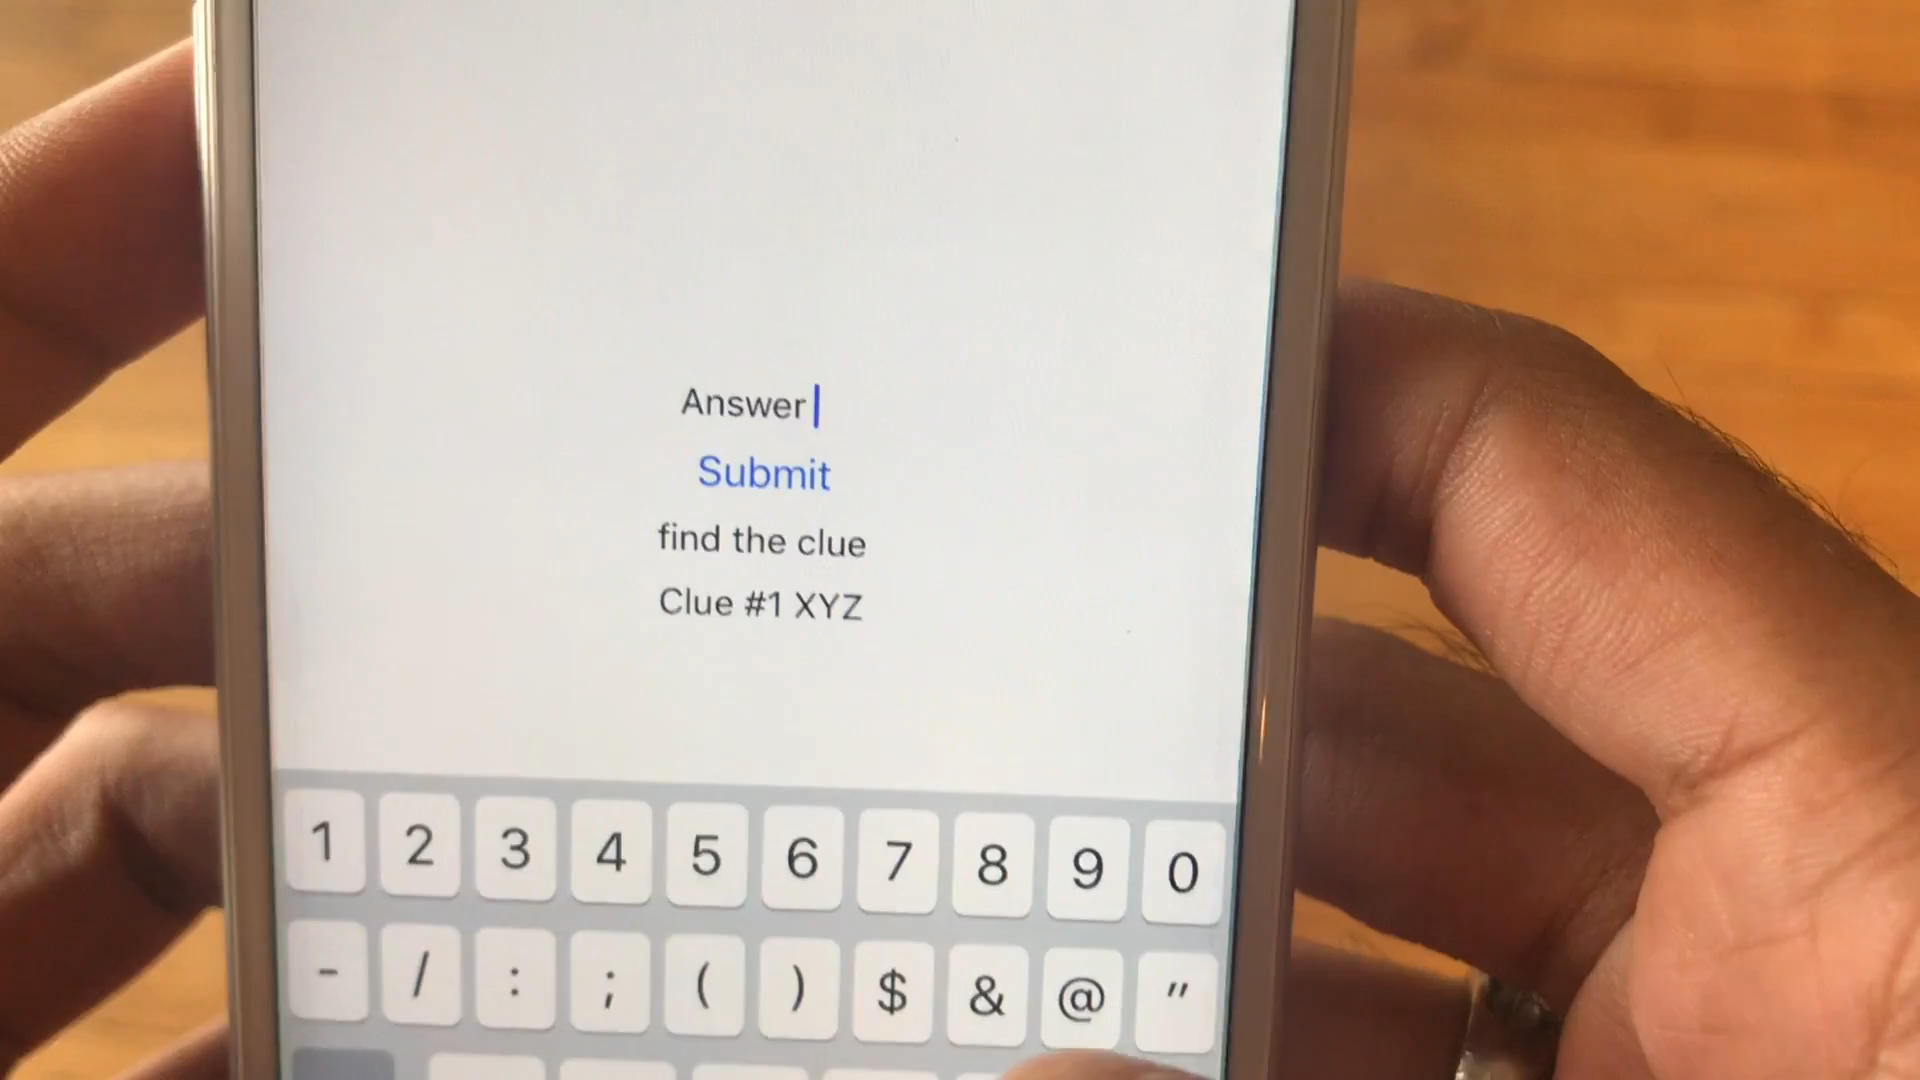 Answer
Submit
find the clue
Clue #1 XYZ
1 2 3 4 5 6 7 8 9 0
- / : ; ( ) $ & @ "